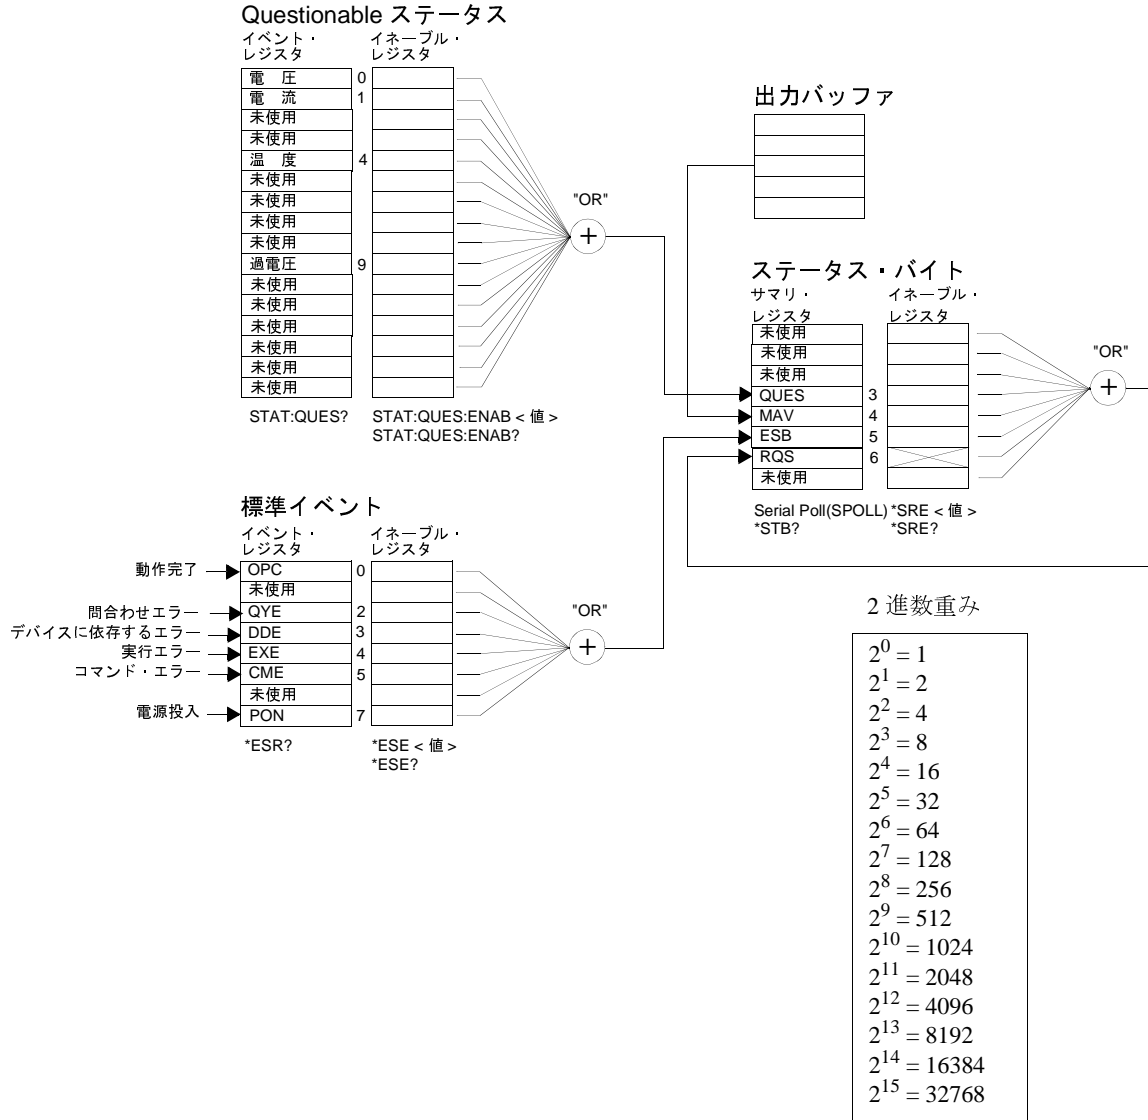 Questionable ステータス
イベント・
レジスタ
イネーブル・
レジスタ
電 圧 0
電 流 1
未使用
未使用
温 度 4
未使用
未使用
未使用
未使用
過電圧 9
未使用
未使用
未使用
未使用
未使用
未使用
"OR"
+
STAT:QUES?
STAT:QUES:ENAB < 値 >
STAT:QUES:ENAB?
出力バッファ
ステータス・バイト
サマリ・
レジスタ
イネーブル・
レジスタ
未使用
未使用
未使用
QUES 3
MAV 4
ESB 5
RQS 6
未使用
"OR"
+
Serial Poll(SPOLL)
*STB?
*SRE < 値 >
*SRE?
標準イベント
イベント・
レジスタ
イネーブル・
レジスタ
動作完了 OPC 0
未使用
問合わせエラー QYE 2
デバイスに依存するエラー DDE 3
実行エラー EXE 4
コマンド・エラー CME 5
未使用
電源投入 PON 7
"OR"
+
*ESR?
*ESE < 値 >
*ESE?
2 進数重み
2^0 = 1
2^1 = 2
2^2 = 4
2^3 = 8
2^4 = 16
2^5 = 32
2^6 = 64
2^7 = 128
2^8 = 256
2^9 = 512
2^10 = 1024
2^11 = 2048
2^12 = 4096
2^13 = 8192
2^14 = 16384
2^15 = 32768